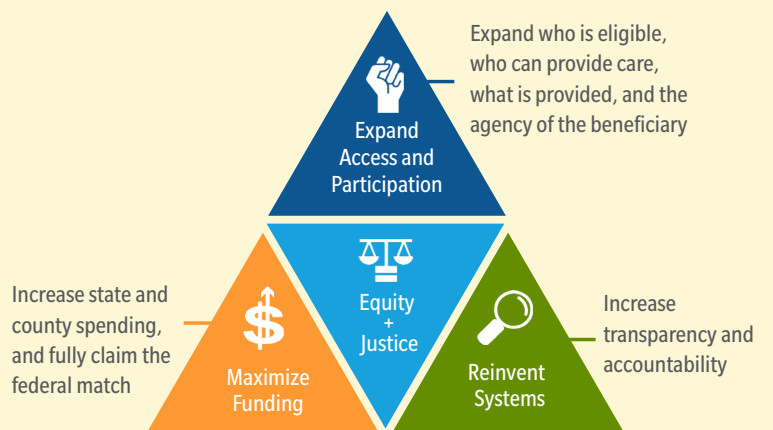 Expand who is eligible,
who can provide care,
what is provided, and the
agency of the beneficiary
Expand
Access and
Participation
Increase state and
county spending,
and fully claim the
federal match
$
Maximize
Funding
Equity
+
Justice
Reinvent
Systems
Increase
transparency and
accountability